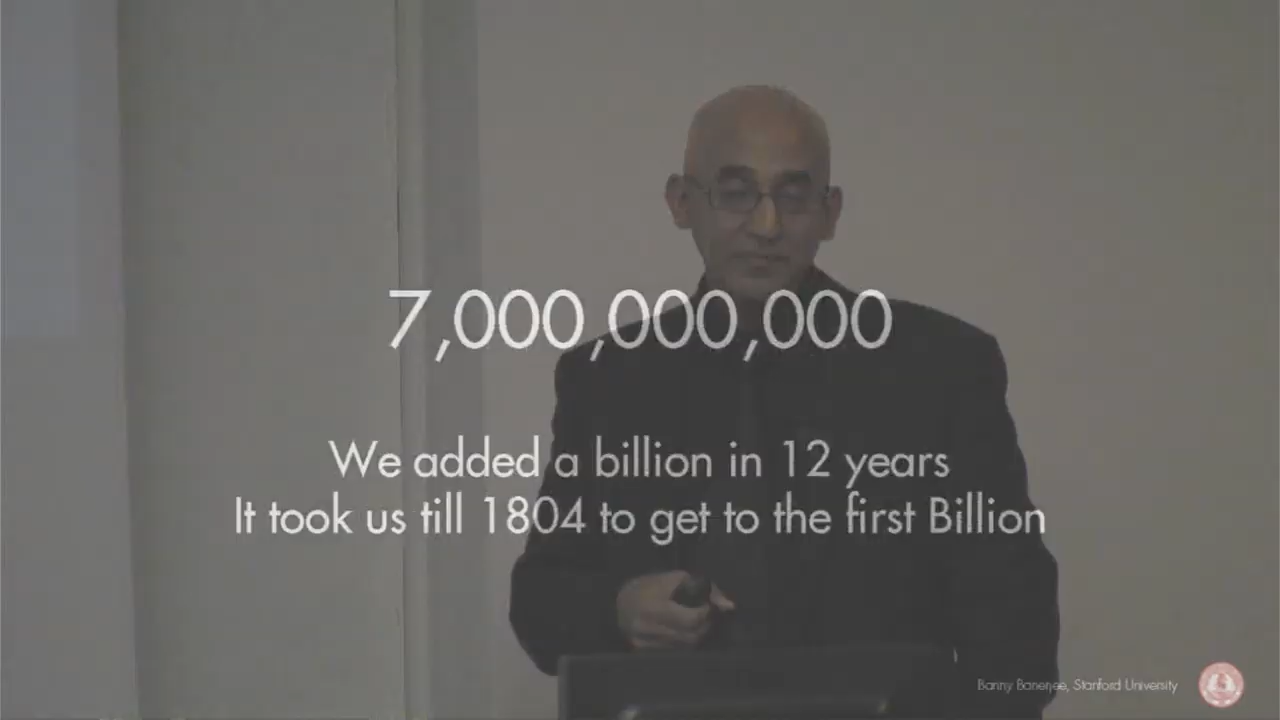 7,000,000,000
We added a billion in 12 years
It took us till 1804 to get to the first Billion
Banny Banerjee, Stanford University